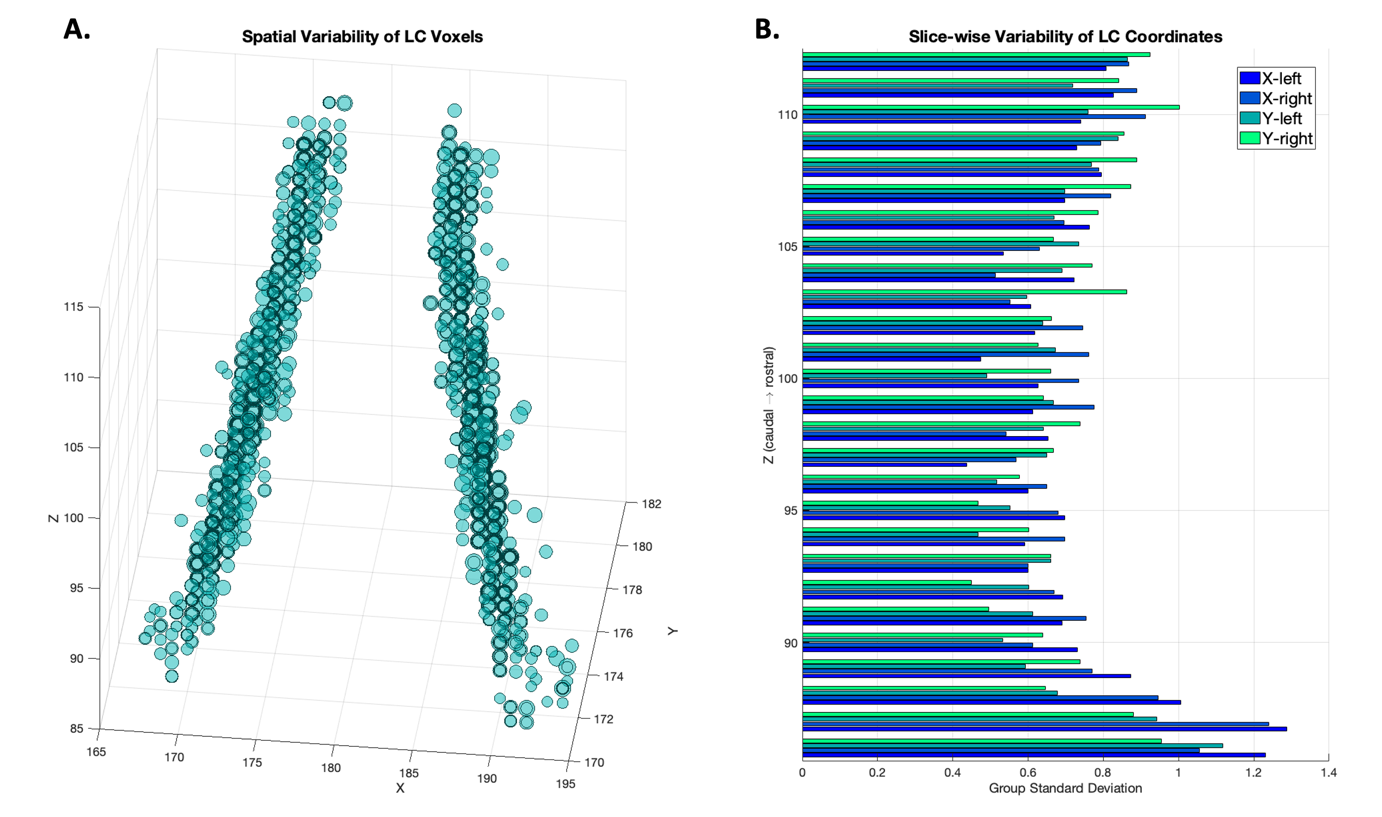 A.
Spatial Variability of LC Voxels
115
110
105
100
95
90
85
Z
165
170
175
180
185
190
195
X
170
172
174
176
178
180
182
Y
B.
Slice-wise Variability of LC Coordinates
X-left
X-right
Y-left
Y-right
110
105
100
95
90
Z (caudal → rostral)
0
0.2
0.4
0.6
0.8
1
1.2
1.4
Group Standard Deviation